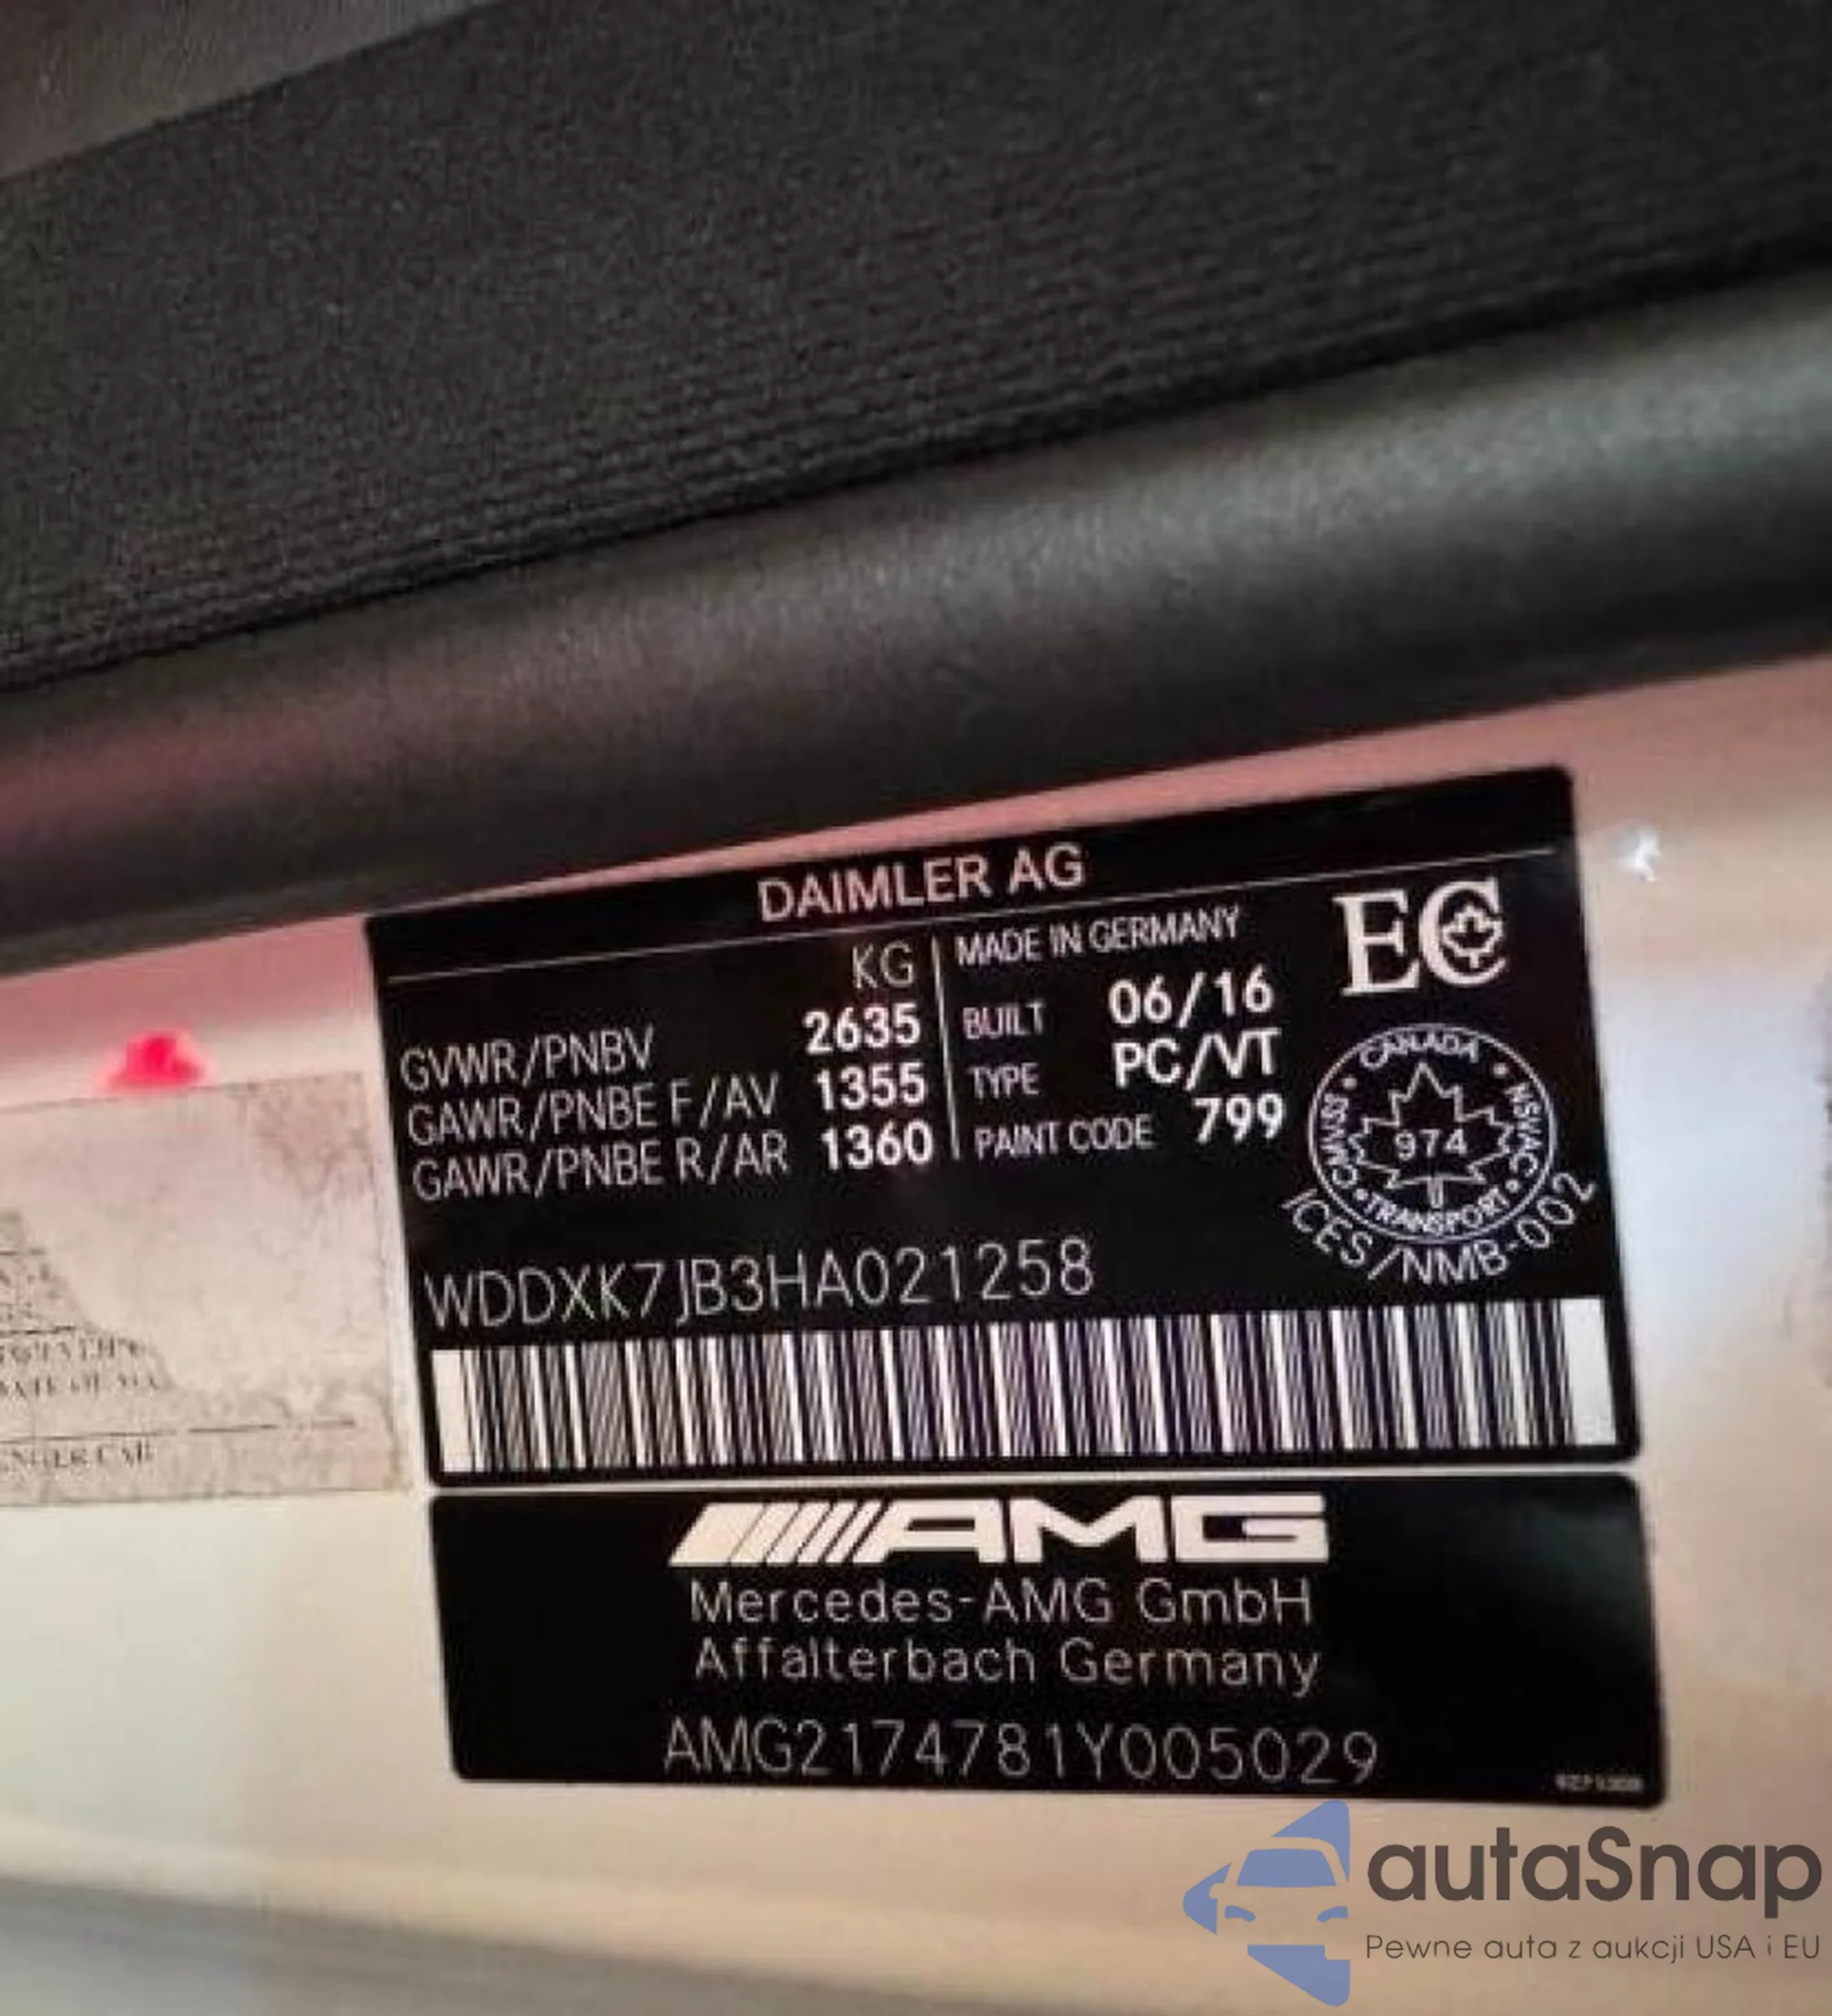 DAIMLER AG
KG
GVWR/PNBV 2635
GAWR/PNBE F/AV 1355
GAWR/PNBE R/AR 1360
MADE IN GERMANY
BUILT 06/16
TYPE PC/VT
PAINT CODE 799
EC
CANADA
NSVAC
TRANSPORT
CMVSS
974
ICES/NMB-002
WDDXK7JB3HA021258
AMG
Mercedes-AMG GmbH
Affalterbach Germany
AMG2174781Y005029
autaSnap
Pewne auta z aukcji USA i EU